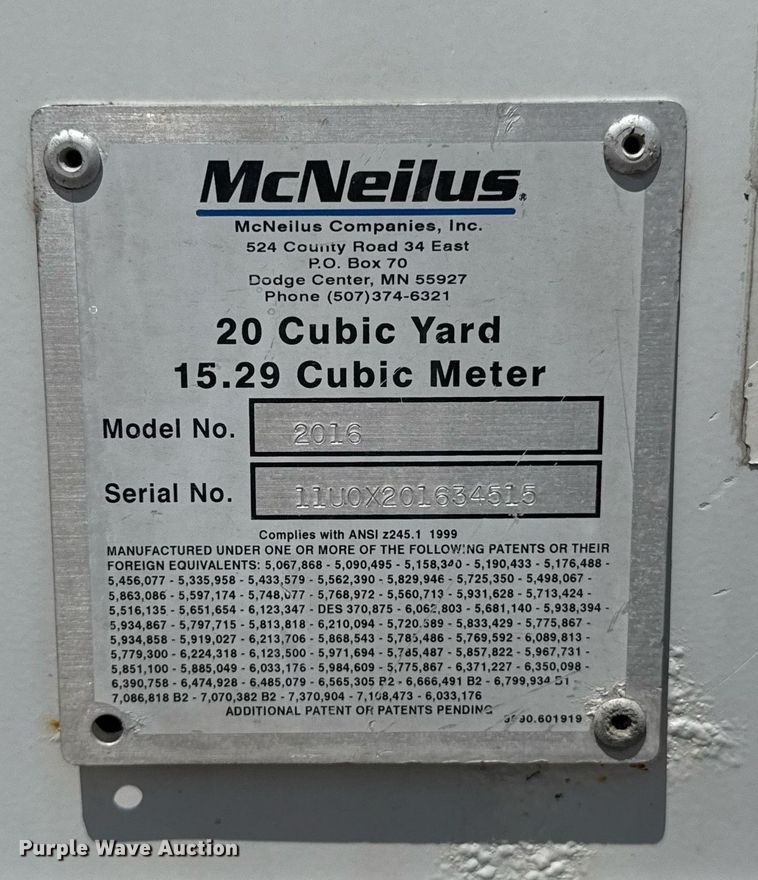 McNeilus®
McNeilus Companies, Inc.
524 County Road 34 East
P.O. Box 70
Dodge Center, MN 55927
Phone (507)374-6321
20 Cubic Yard
15.29 Cubic Meter
Model No. 2016
Serial No. 11U0X201634515
Complies with ANSI z245.1 1999
MANUFACTURED UNDER ONE OR MORE OF THE FOLLOWING PATENTS OR THEIR
FOREIGN EQUIVALENTS: 5,067,868 - 5,090,495 - 5,158,340 - 5,190,433 - 5,176,488 -
5,456,077 - 5,335,958 - 5,433,579 - 5,562,390 - 5,829,946 - 5,725,350 - 5,498,067 -
5,863,086 - 5,597,174 - 5,748,077 - 5,768,972 - 5,560,713 - 5,931,628 - 5,713,424 -
5,516,135 - 5,651,654 - 6,123,347 - DES 370,875 - 6,062,803 - 5,681,140 - 5,938,394 -
5,934,867 - 5,797,715 - 5,813,818 - 6,210,094 - 5,720,589 - 5,833,429 - 5,775,867 -
5,934,858 - 5,919,027 - 6,213,706 - 5,868,543 - 5,785,486 - 5,769,592 - 6,089,813 -
5,779,300 - 6,224,318 - 6,123,500 - 5,971,694 - 5,785,487 - 5,857,822 - 5,967,731 -
5,851,100 - 5,885,049 - 6,033,176 - 5,984,609 - 5,775,867 - 6,371,227 - 6,350,098 -
6,390,758 - 6,474,928 - 6,485,079 - 6,565,305 P2 - 6,666,491 B2 - 6,799,934 B1 -
7,086,818 B2 - 7,070,382 B2 - 7,370,904 - 7,108,473 - 6,033,176
ADDITIONAL PATENT OR PATENTS PENDING
Purple Wave Auction